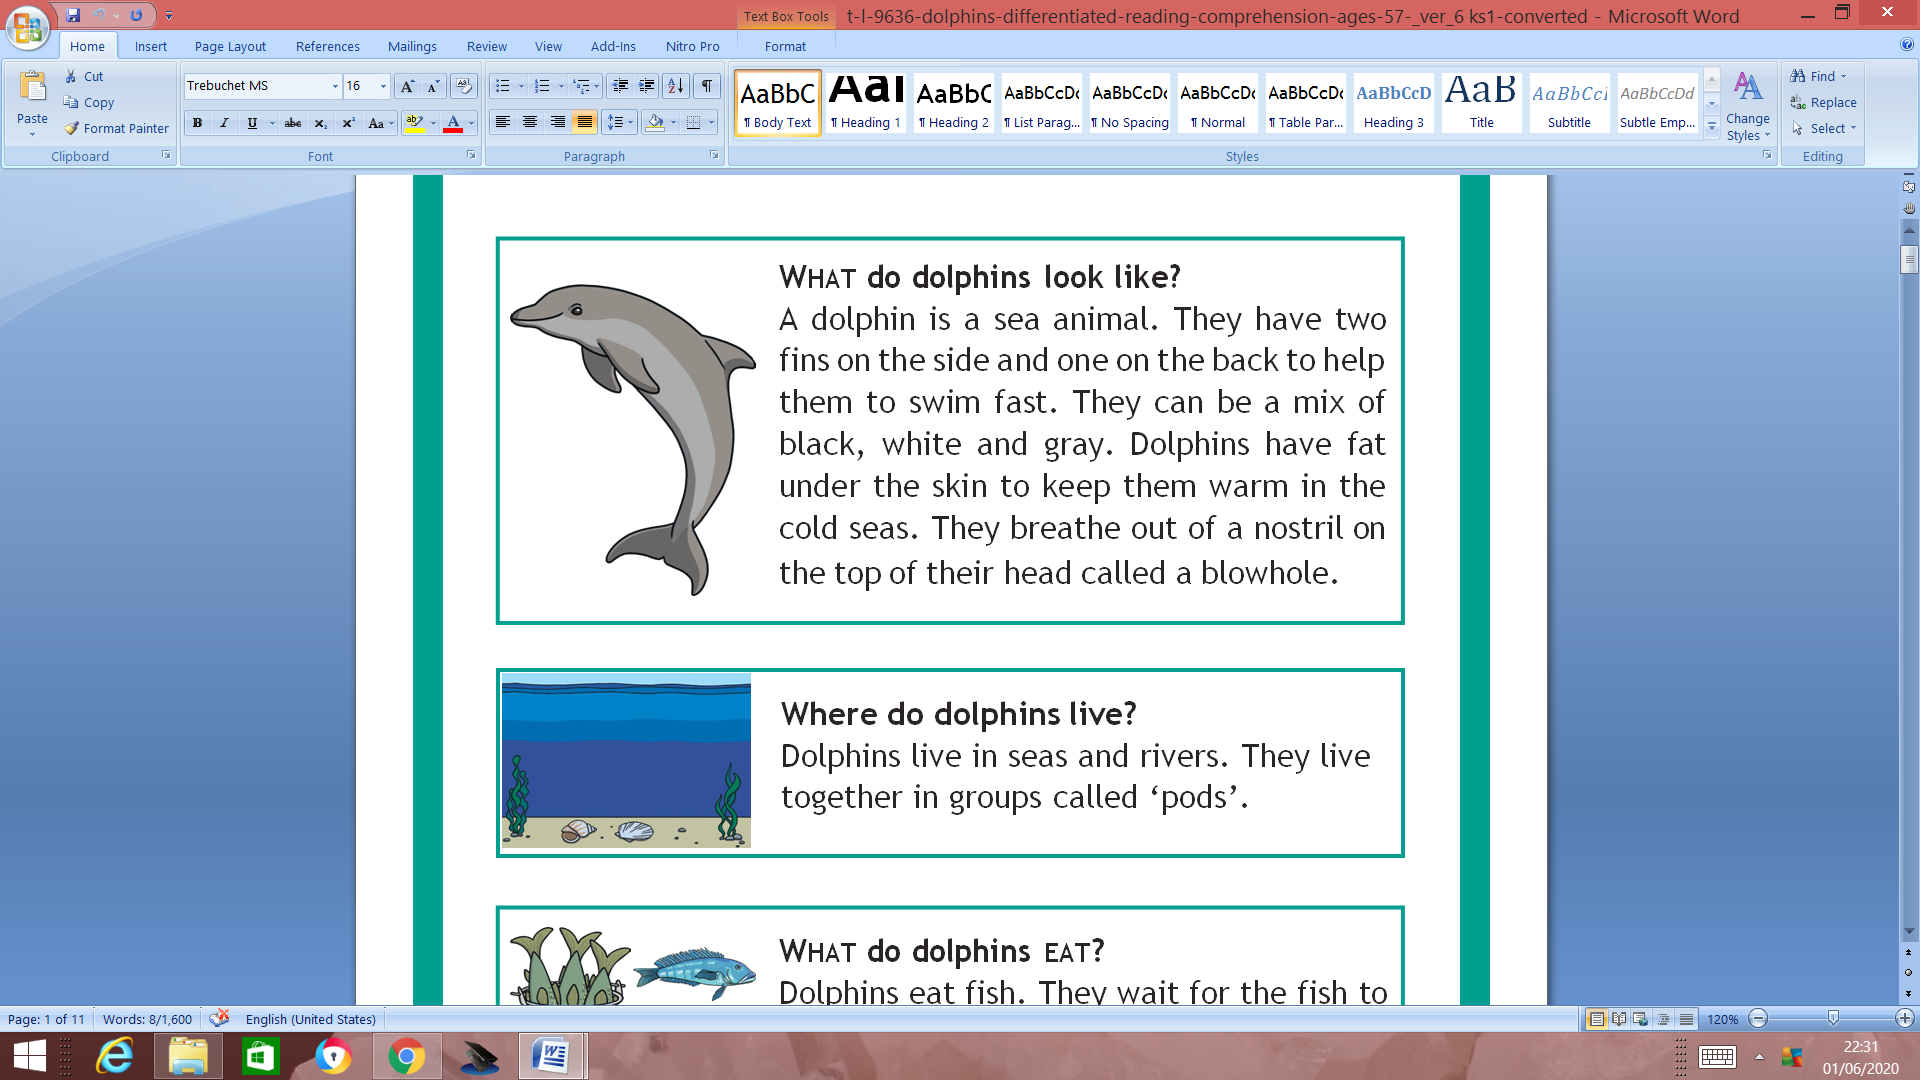 Text Box Tools
t-l-9636-dolphins-differentiated-reading-comprehension-ages-57-_ver_6 ks1-converted - Microsoft Word
Home Insert Page Layout References Mailings Review View Add-Ins Nitro Pro Format
Paste
Cut
Copy
Format Painter
Clipboard
Trebuchet MS 16
B I U abc x₂ x² Aa ab A
Font
Paragraph
AaBbC AaI AaBbC AaBbCcDc AaBbCcDc AaBbCcDc AaBbCcDc AaBbCcD AaB AaBbCcI AaBbCcDd
¶ Body Text ¶ Heading 1 ¶ Heading 2 ¶ List Parag... ¶ No Spacing ¶ Normal ¶ Table Par... Heading 3 Title Subtitle Subtle Emp...
Change Styles
Styles
Find
Replace
Select
Editing
WHAT do dolphins look like?
A dolphin is a sea animal. They have two
fins on the side and one on the back to help
them to swim fast. They can be a mix of
black, white and gray. Dolphins have fat
under the skin to keep them warm in the
cold seas. They breathe out of a nostril on
the top of their head called a blowhole.
Where do dolphins live?
Dolphins live in seas and rivers. They live
together in groups called ‘pods’.
WHAT do dolphins EAT?
Dolphins eat fish. They wait for the fish to
Page: 1 of 11 Words: 8/1,600 English (United States) 120%
22:31
01/06/2020